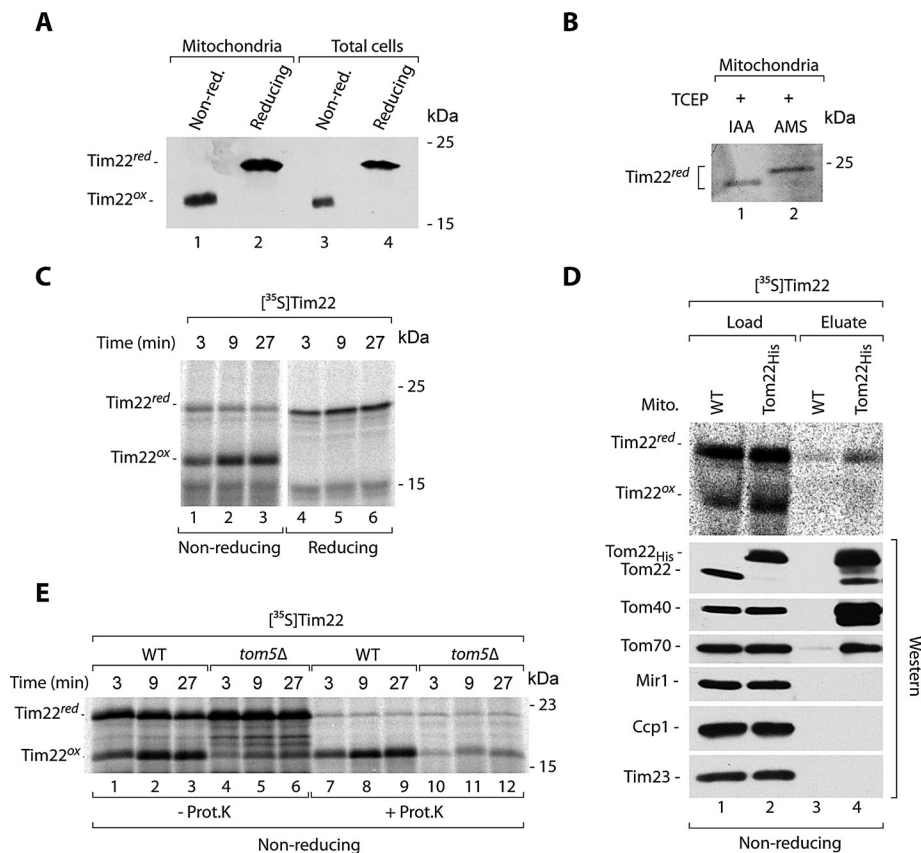 A
Mitochondria Total cells
Non-red. Reducing Non-red. Reducing
kDa
- 25
Tim22red-
Tim22ox-
- 15
1 2 3 4
B
Mitochondria
TCEP + +
IAA AMS kDa
- 25
Tim22red
1 2
C
[35S]Tim22
Time (min) 3 9 27 3 9 27 kDa
- 25
Tim22red-
Tim22ox-
- 15
1 2 3 4 5 6
Non-reducing Reducing
D
[35S]Tim22
Load Eluate
Mito. WT Tom22His WT Tom22His
Tim22red-
Tim22ox-
Tom22His-
Tom22-
Tom40 -
Tom70-
Mir1 -
Ccp1 -
Tim23 -
Western
1 2 3 4
Non-reducing
E
[35S]Tim22
WT tom5Δ WT tom5Δ
Time (min) 3 9 27 3 9 27 3 9 27 3 9 27 kDa
- 23
Tim22red-
Tim22ox-
- 15
1 2 3 4 5 6 7 8 9 10 11 12
- Prot.K + Prot.K
Non-reducing